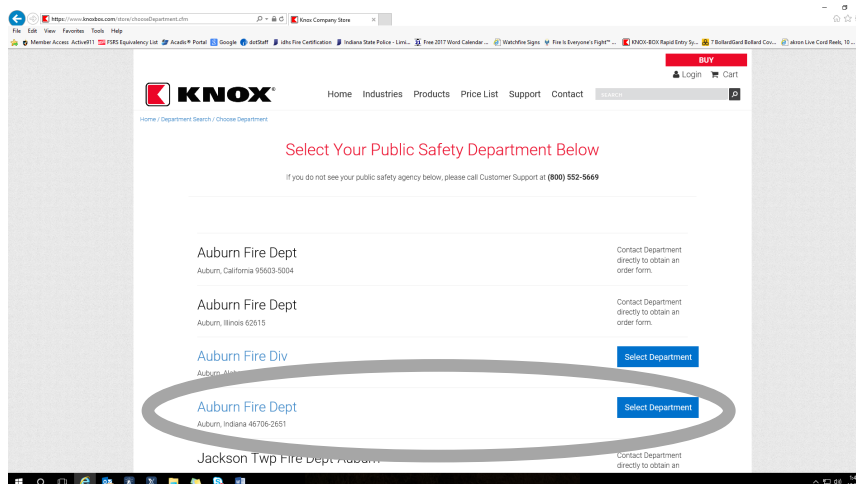 https://www.knoxbox.com/store/chooseDepartment.cfm
Knox Company Store
File Edit View Favorites Tools Help
Member Access Active911 FSRS Equivalency List Acadis® Portal Google dotStaff idhs Fire Certification Indiana State Police - Limi... Free 2017 Word Calendar ... Watchfire Signs Fire Is Everyone's Fight™ ... KNOX-BOX Rapid Entry Sy... 7 BollardGard Bollard Cov... akron Live Cord Reels, 10 ...
BUY
Login Cart
KNOX®
Home Industries Products Price List Support Contact SEARCH
Home / Department Search / Choose Department
Select Your Public Safety Department Below
If you do not see your public safety agency below, please call Customer Support at (800) 552-5669
Auburn Fire Dept
Auburn, California 95603-5004
Contact Department
directly to obtain an
order form.
Auburn Fire Dept
Auburn, Illinois 62615
Contact Department
directly to obtain an
order form.
Auburn Fire Div
Select Department
Auburn,
Auburn Fire Dept
Auburn, Indiana 46706-2651
Select Department
Jackson Twp Fire Dept Auburn
Contact Department
directly to obtain an